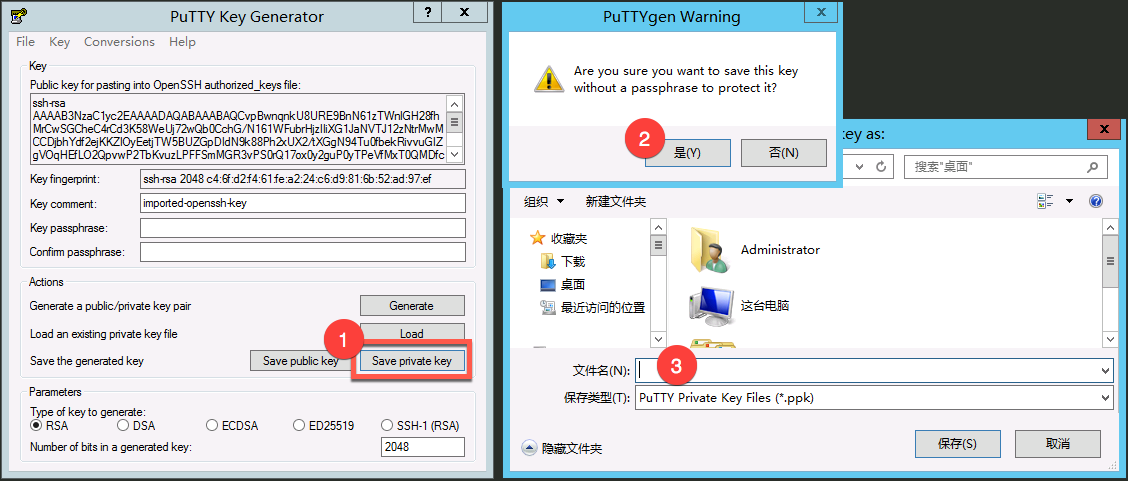 PuTTY Key Generator
?
x
File Key Conversions Help
Key
Public key for pasting into OpenSSH authorized_keys file:
ssh-rsa
Key fingerprint:
ssh-rsa 2048 c4:6f:d2:f4:61:fe:a2:24:c6:d9:81:6b:52:ad:97:ef
Key comment:
imported-openssh-key
Key passphrase:
Confirm passphrase:
Actions
Generate a public/private key pair
Generate
Load an existing private key file
Load
1
Save the generated key
Save public key
Save private key
Parameters
Type of key to generate:
RSA DSA ECDSA ED25519 SSH-1 (RSA)
Number of bits in a generated key:
2048
PuTTYgen Warning
x
Are you sure you want to save this key
without a passphrase to protect it?
2
是(Y)
否(N)
key as:
x
搜索"桌面"
组织 新建文件夹
?
收藏夹
下载
桌面
最近访问的位置
Administrator
这台电脑
文件名(N):
3
保存类型(T):
PuTTY Private Key Files (*.ppk)
隐藏文件夹
保存(S)
取消